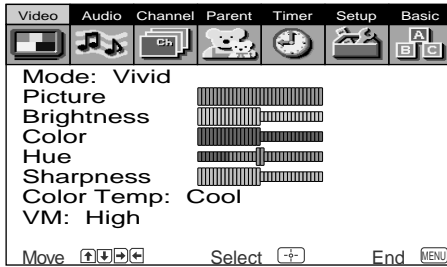 Video Audio Channel Parent Timer Setup Basic
Ch A B C
Mode: Vivid
Picture
Brightness
Color
Hue
Sharpness
Color Temp: Cool
VM: High
Move Select End MENU